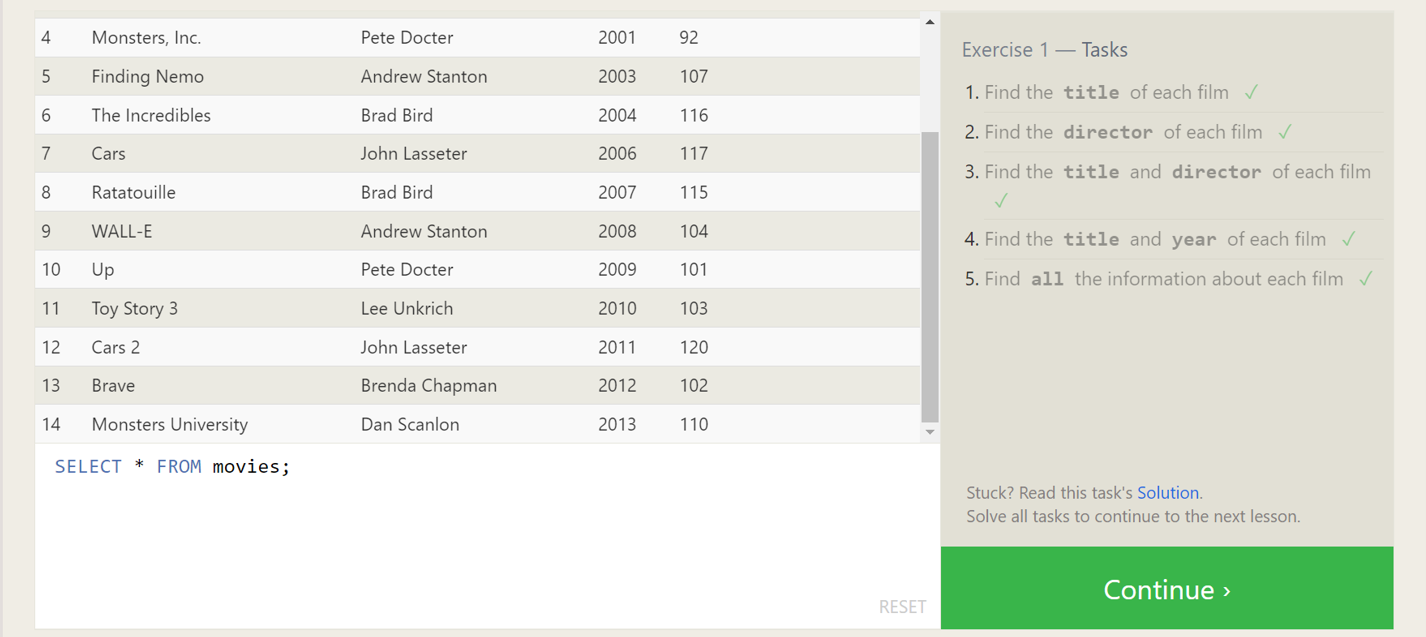 4 Monsters, Inc. Pete Docter 2001 92
5 Finding Nemo Andrew Stanton 2003 107
6 The Incredibles Brad Bird 2004 116
7 Cars John Lasseter 2006 117
8 Ratatouille Brad Bird 2007 115
9 WALL-E Andrew Stanton 2008 104
10 Up Pete Docter 2009 101
11 Toy Story 3 Lee Unkrich 2010 103
12 Cars 2 John Lasseter 2011 120
13 Brave Brenda Chapman 2012 102
14 Monsters University Dan Scanlon 2013 110
SELECT * FROM movies;
RESET
Exercise 1 — Tasks
1. Find the title of each film ✓
2. Find the director of each film ✓
3. Find the title and director of each film
✓
4. Find the title and year of each film ✓
5. Find all the information about each film ✓
Stuck? Read this task's Solution.
Solve all tasks to continue to the next lesson.
Continue ›